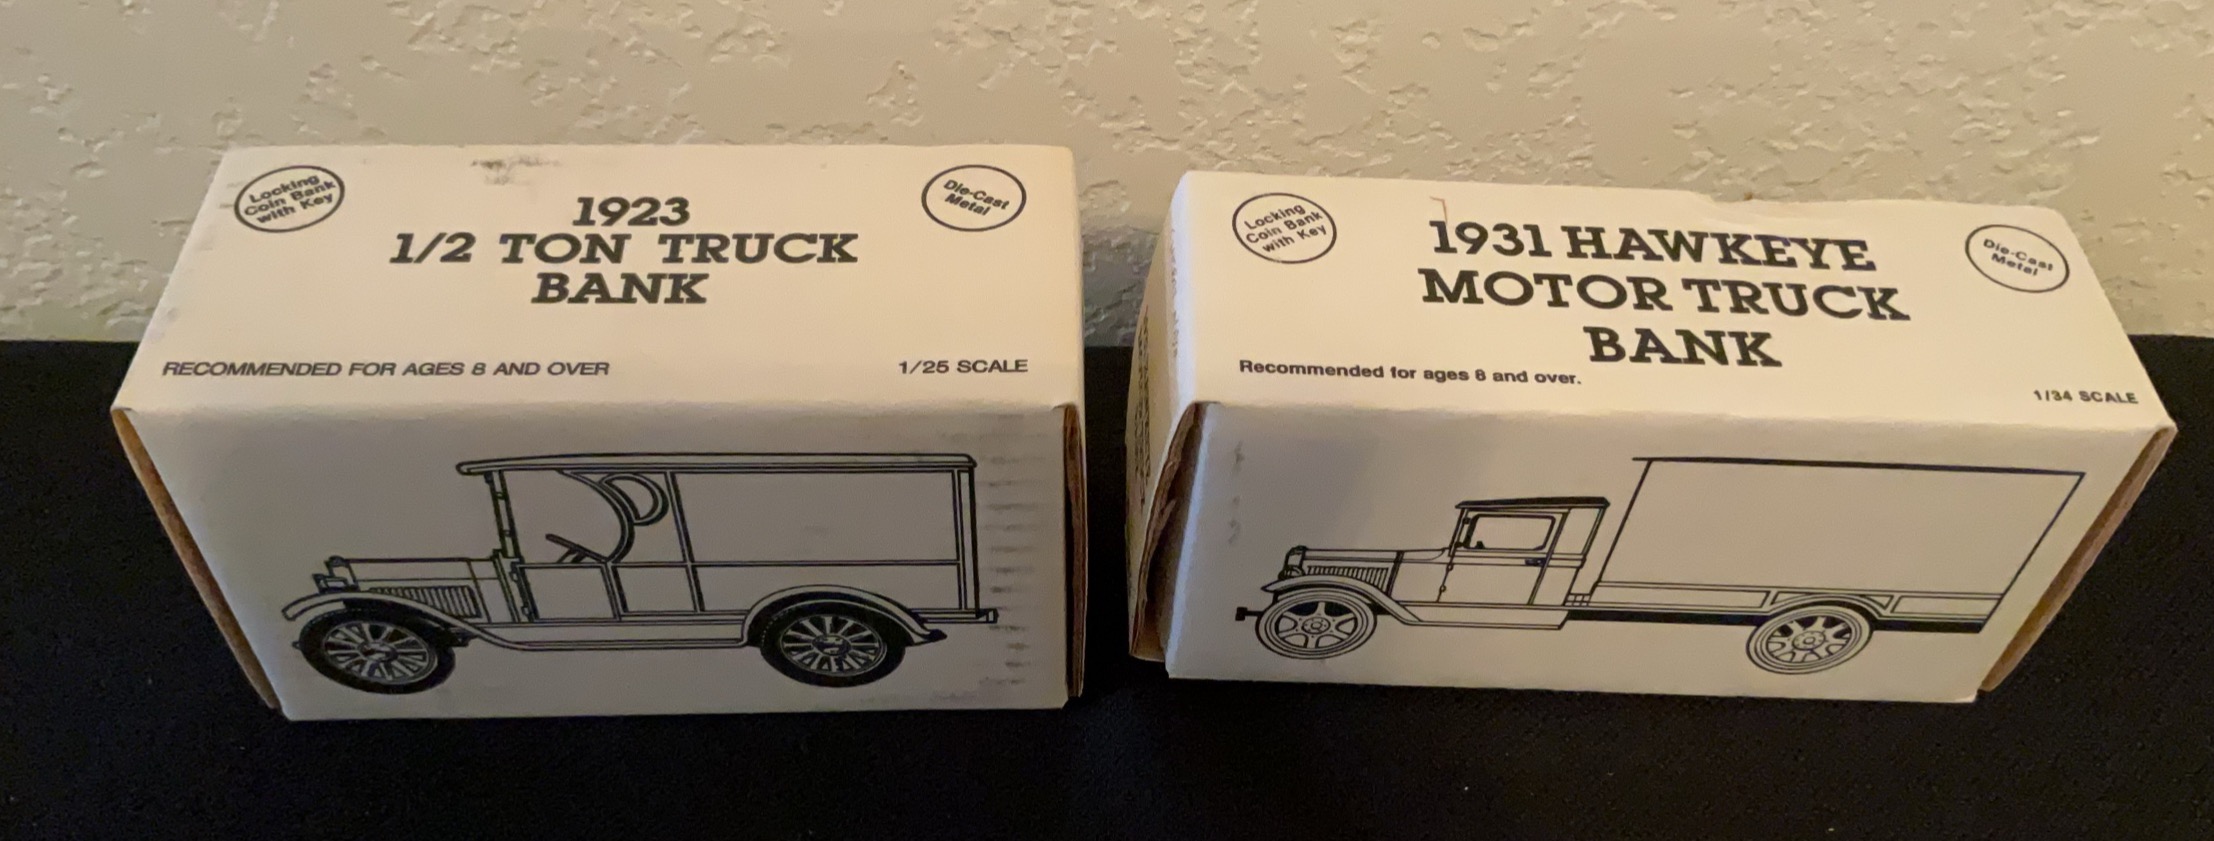 Locking
Coin Bank
with Key
1923
1/2 TON TRUCK
BANK
Die-Cast
Metal
RECOMMENDED FOR AGES 8 AND OVER
1/25 SCALE
Locking
Coin Bank
with Key
1931 HAWKEYE
MOTOR TRUCK
BANK
Die-Cast
Metal
Recommended for ages 8 and over.
1/34 SCALE